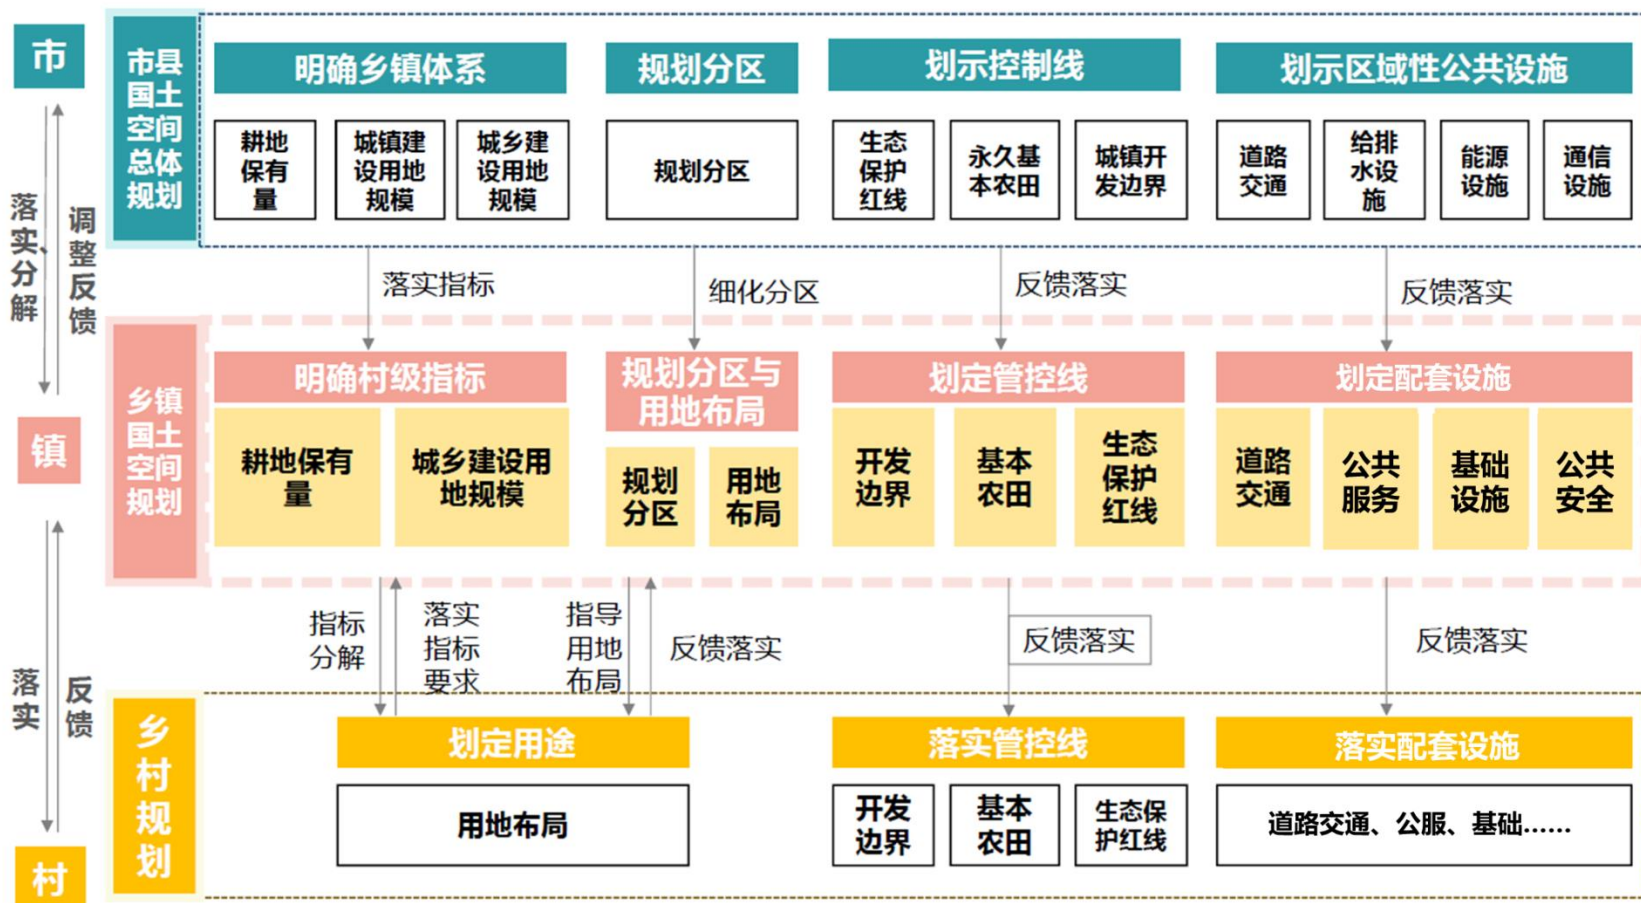 市
市县
国土
空间
总体
规划
明确乡镇体系
规划分区
划示控制线
划示区域性公共设施
耕地
保有
量
城镇建
设用地
规模
城乡建
设用地
规模
规划分区
生态
保护
红线
永久基
本农田
城镇开
发边界
道路
交通
给排
水设
施
能源
设施
通信
设施
落实、分解
调整反馈
落实指标
细化分区
反馈落实
反馈落实
镇
乡镇
国土
空间
规划
明确村级指标
规划分区与
用地布局
划定管控线
划定配套设施
耕地保有
量
城乡建设用
地规模
规划
分区
用地
布局
开发
边界
基本
农田
生态
保护
红线
道路
交通
公共
服务
基础
设施
公共
安全
落实
反馈
指标
分解
落实
指标
要求
指导
用地
布局
反馈落实
反馈落实
反馈落实
村
乡
村
规
划
划定用途
落实管控线
落实配套设施
用地布局
开发
边界
基本
农田
生态保
护红线
道路交通、公服、基础……